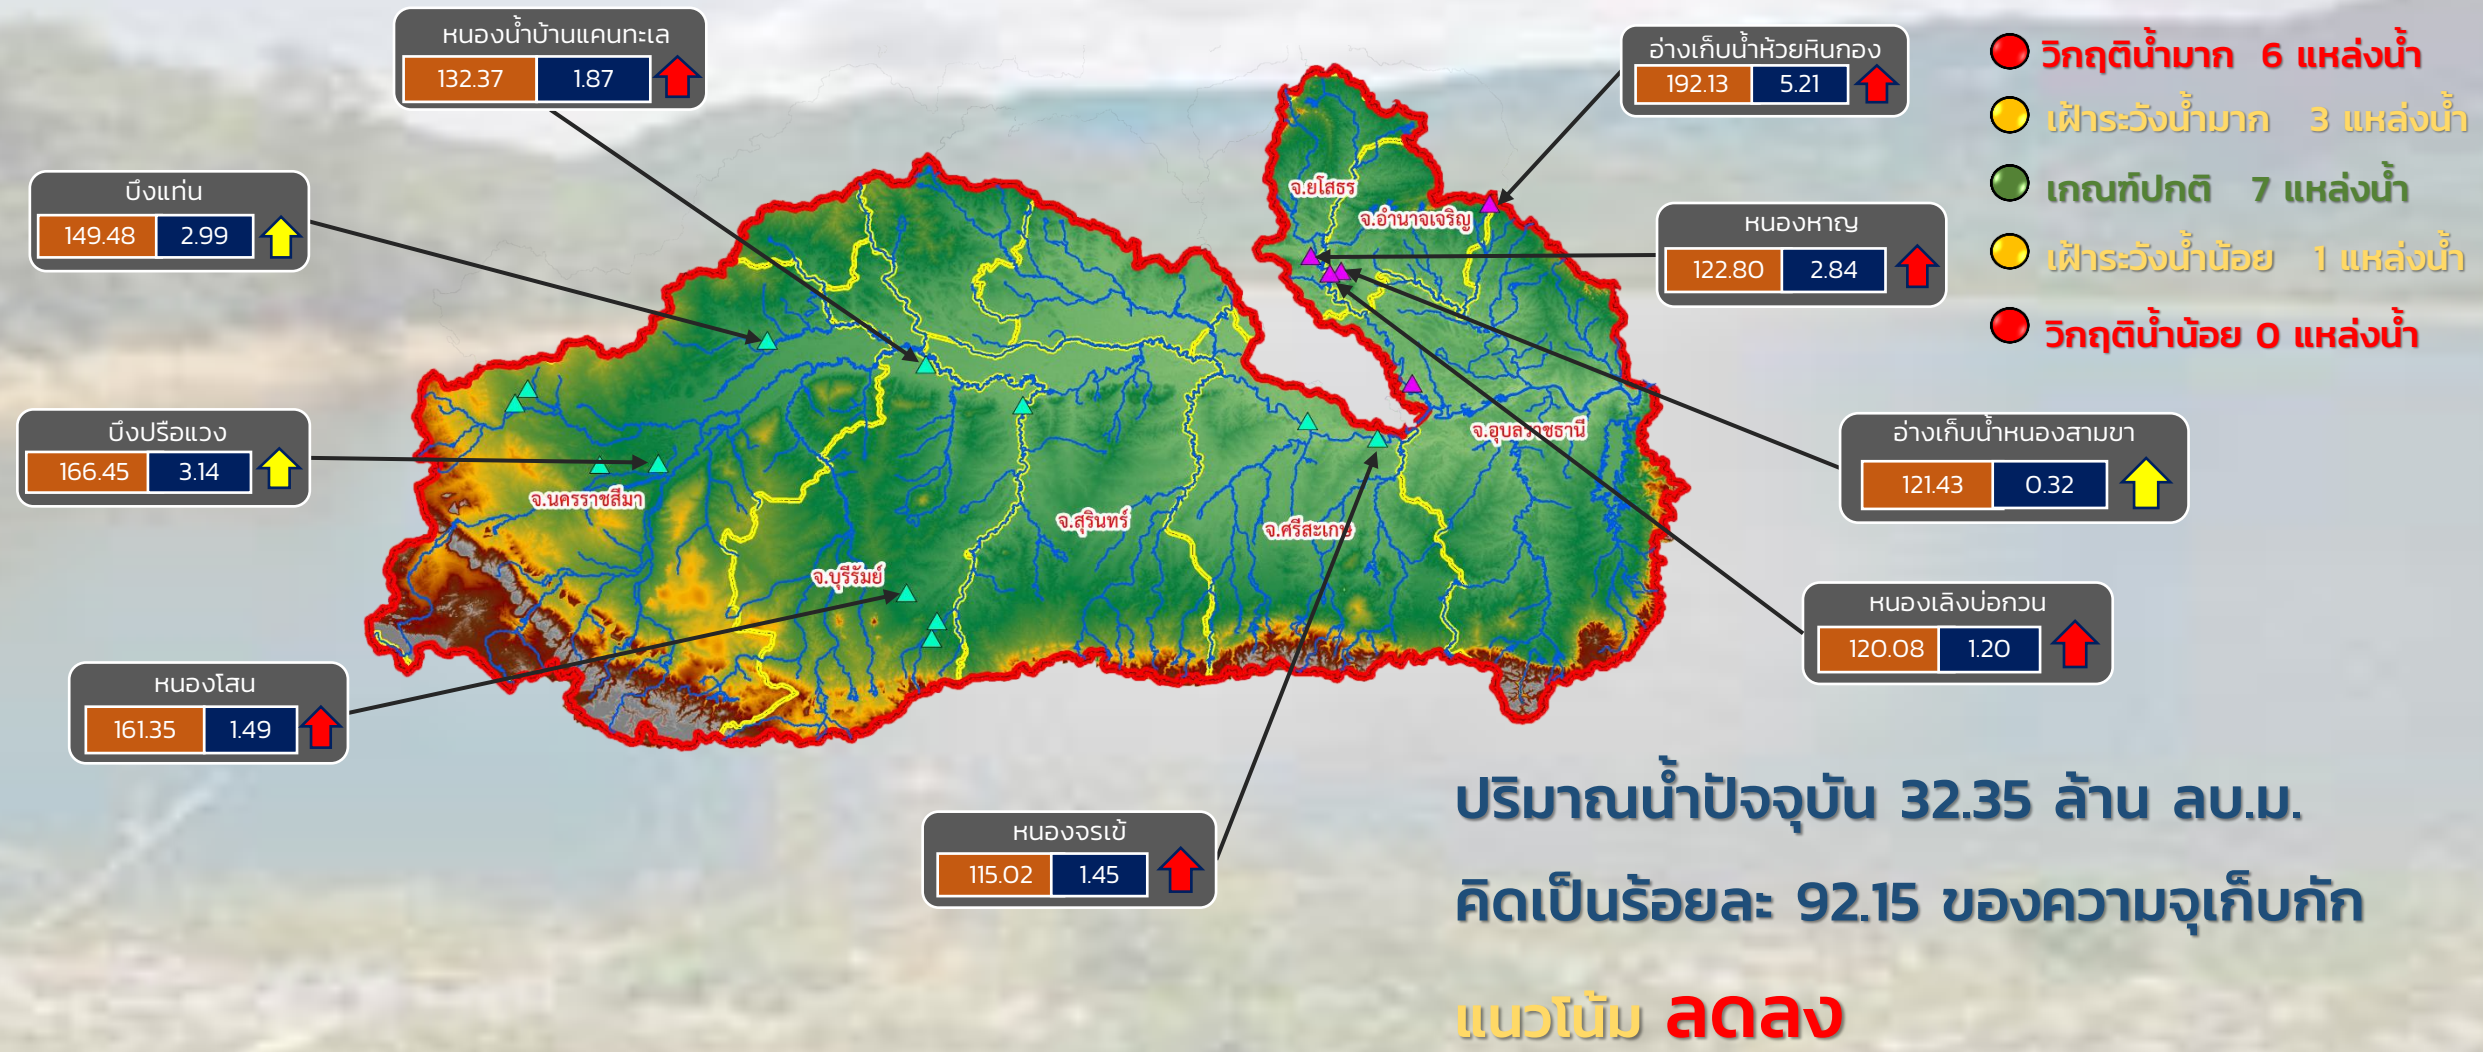 หนองน้ำบ้านแคนทะเล
132.37 1.87
อ่างเก็บน้ำห้วยหินกอง
192.13 5.21
วิกฤติน้ำมาก 6 แหล่งน้ำ
เฝ้าระวังน้ำมาก 3 แหล่งน้ำ
เกณฑ์ปกติ 7 แหล่งน้ำ
เฝ้าระวังน้ำน้อย 1 แหล่งน้ำ
วิกฤติน้ำน้อย 0 แหล่งน้ำ
บึงแท่น
149.48 2.99
จ.ยโสธร
จ.อำนาจเจริญ
หนองหาญ
122.80 2.84
บึงปรือแวง
166.45 3.14
จ.นครราชสีมา
จ.สุรินทร์
จ.ศรีสะเกษ
จ.อุบลราชธานี
จ.บุรีรัมย์
อ่างเก็บน้ำหนองสามขา
121.43 0.32
หนองเลิงบ่อกวน
120.08 1.20
หนองโสน
161.35 1.49
หนองจรเข้
115.02 1.45
ปริมาณน้ำปัจจุบัน 32.35 ล้าน ลบ.ม.
คิดเป็นร้อยละ 92.15 ของความจุเก็บกัก
แนวโน้ม ลดลง